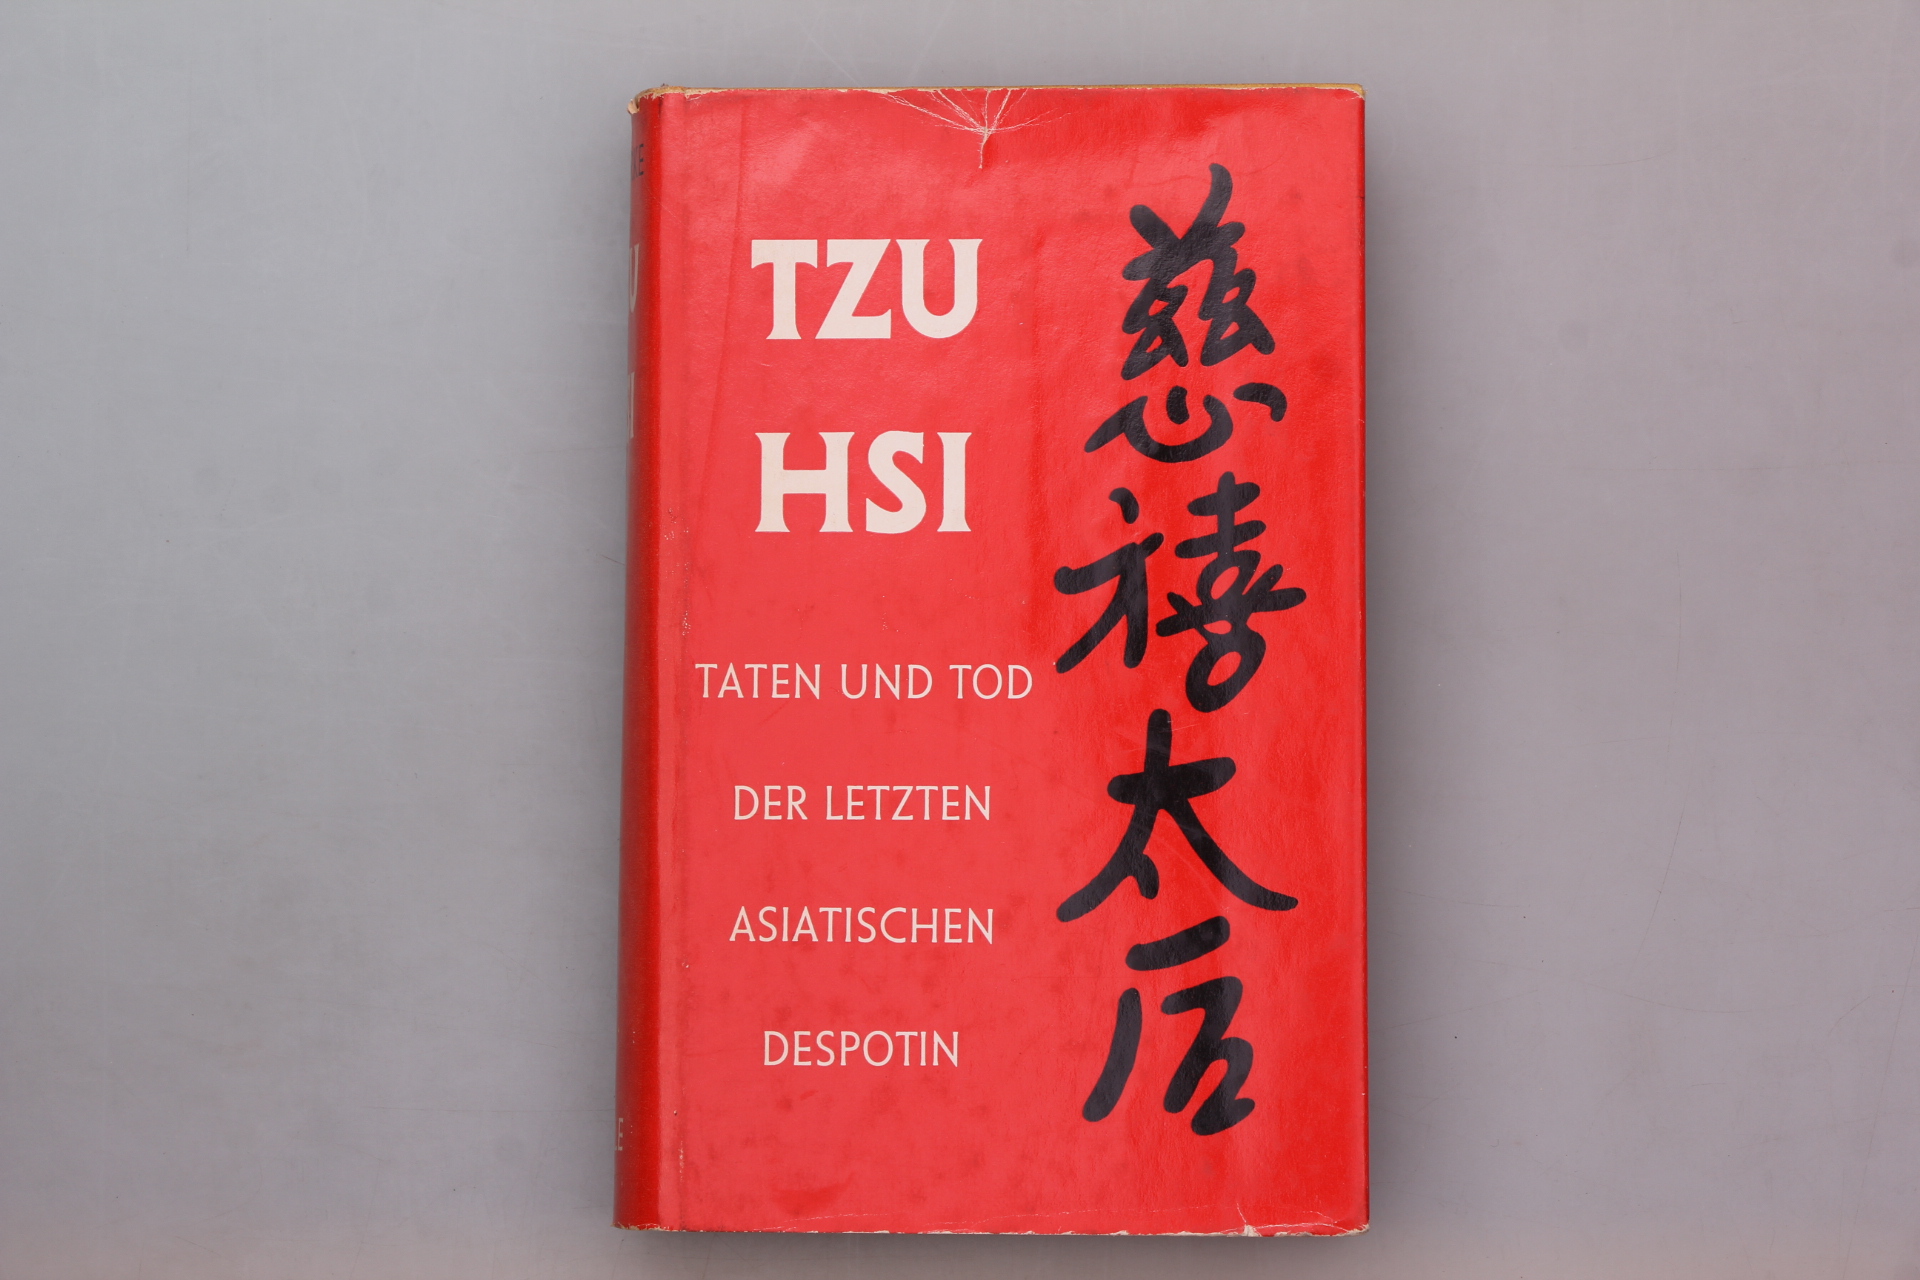 TZU
HSI
TATEN UND TOD
DER LETZTEN
ASIATISCHEN
DESPOTIN
慈禧太后